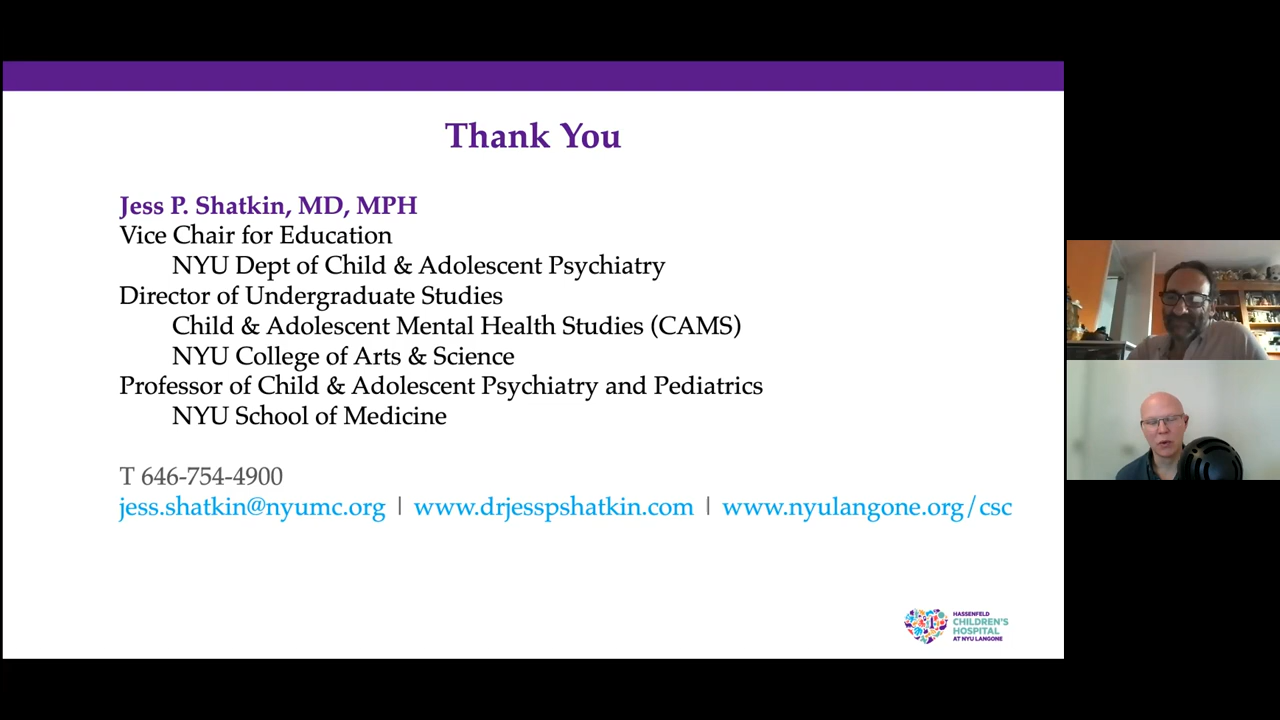 Thank You
Jess P. Shatkin, MD, MPH
Vice Chair for Education
NYU Dept of Child & Adolescent Psychiatry
Director of Undergraduate Studies
Child & Adolescent Mental Health Studies (CAMS)
NYU College of Arts & Science
Professor of Child & Adolescent Psychiatry and Pediatrics
NYU School of Medicine
T 646-754-4900
jess.shatkin@nyumc.org | www.drjesspshatkin.com | www.nyulangone.org/csc
HASSENFELD
CHILDREN'S
HOSPITAL
AT NYU LANGONE